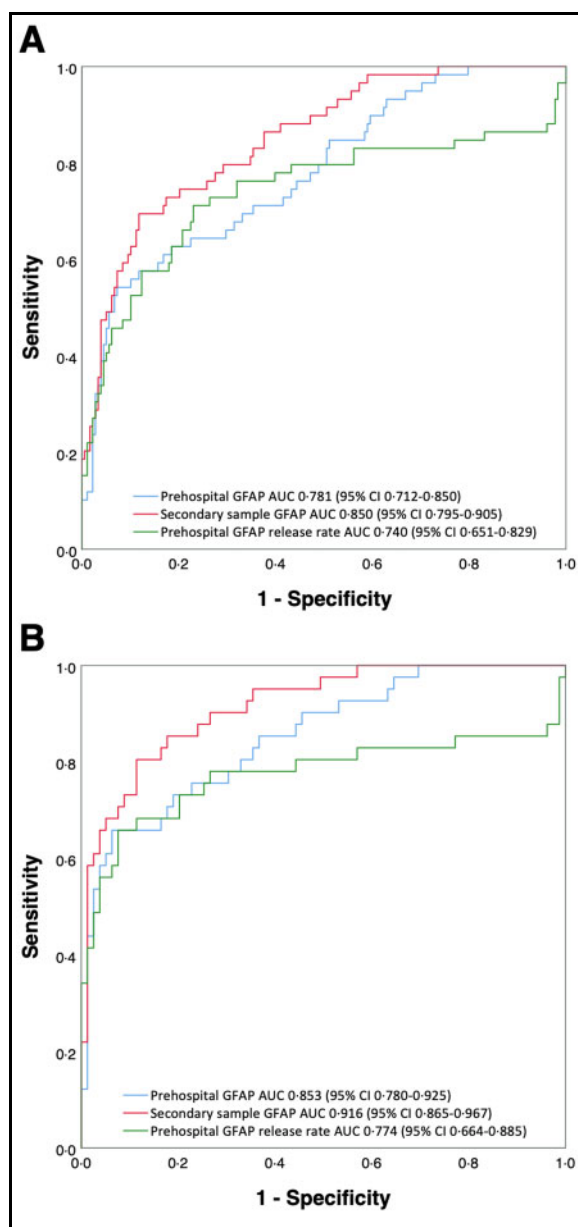 A
1·0
0·8
0·6
0·4
0·2
0·0
Sensitivity
Prehospital GFAP AUC 0·781 (95% CI 0·712-0·850)
Secondary sample GFAP AUC 0·850 (95% CI 0·795-0·905)
Prehospital GFAP release rate AUC 0·740 (95% CI 0·651-0·829)
0·0 0·2 0·4 0·6 0·8 1·0
1 - Specificity
B
1·0
0·8
0·6
0·4
0·2
0·0
Sensitivity
Prehospital GFAP AUC 0·853 (95% CI 0·780-0·925)
Secondary sample GFAP AUC 0·916 (95% CI 0·865-0·967)
Prehospital GFAP release rate AUC 0·774 (95% CI 0·664-0·885)
0·0 0·2 0·4 0·6 0·8 1·0
1 - Specificity